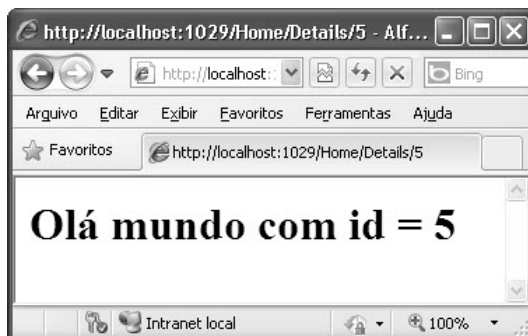 http://localhost:1029/Home/Details/5 - Alf...
http://localhost:
Bing
Arquivo Editar Exibir Favoritos Ferramentas Ajuda
Favoritos
http://localhost:1029/Home/Details/5
Olá mundo com id = 5
Intranet local
100%